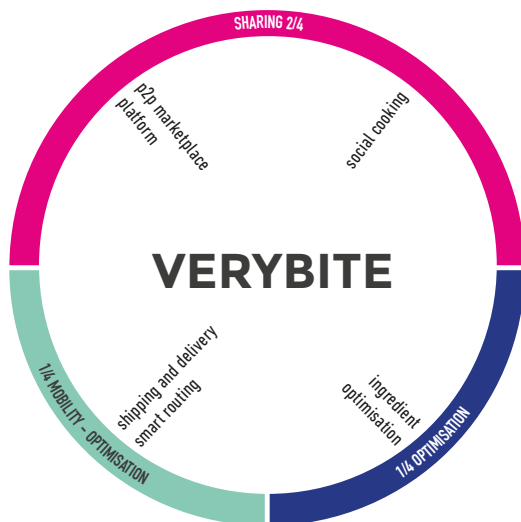 SHARING 2/4
p2p marketplace
platform
social cooking
VERYBITE
shipping and delivery
smart routing
ingredient
optimisation
1/4 MOBILITY – OPTIMISATION
1/4 OPTIMISATION